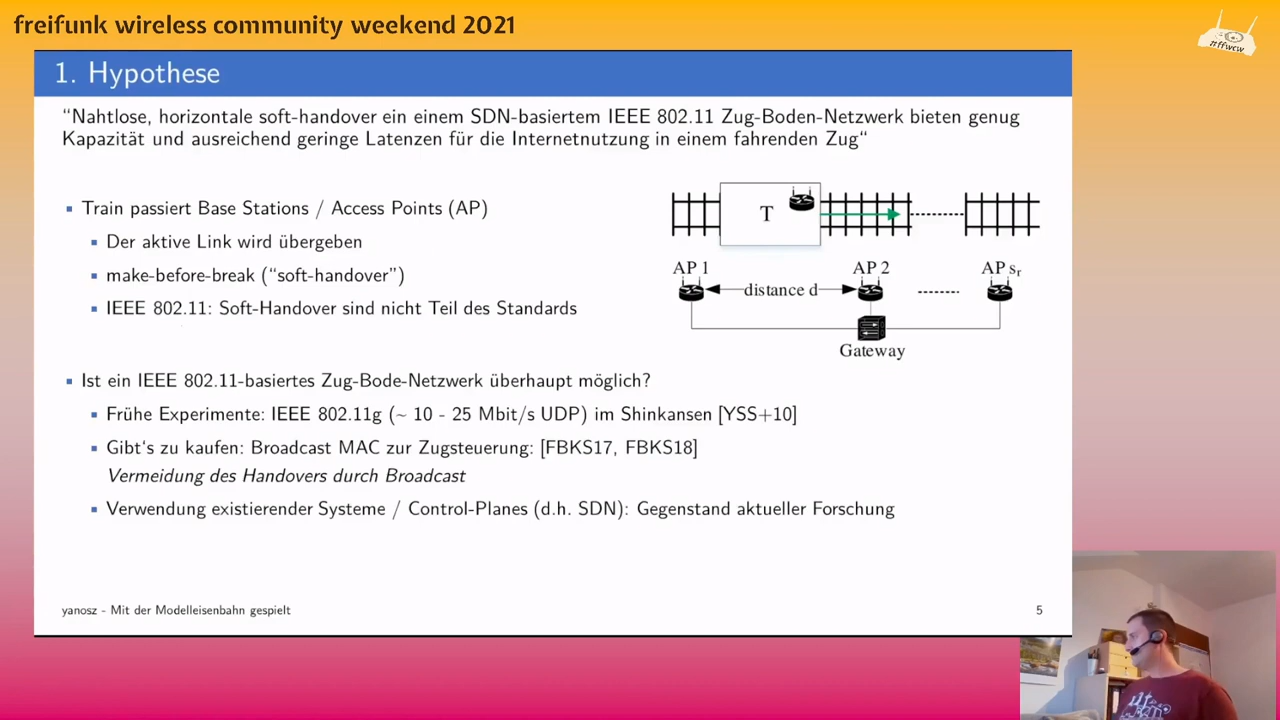 freifunk wireless community weekend 2021
#ffwcw
1. Hypothese
“Nahtlose, horizontale soft-handover ein einem SDN-basiertem IEEE 802.11 Zug-Boden-Netzwerk bieten genug
Kapazität und ausreichend geringe Latenzen für die Internetnutzung in einem fahrenden Zug“
▪ Train passiert Base Stations / Access Points (AP)
▪ Der aktive Link wird übergeben
▪ make-before-break (“soft-handover”)
▪ IEEE 802.11: Soft-Handover sind nicht Teil des Standards
T
AP 1
AP 2
AP sᵣ
distance d
Gateway
▪ Ist ein IEEE 802.11-basiertes Zug-Bode-Netzwerk überhaupt möglich?
▪ Frühe Experimente: IEEE 802.11g (~ 10 - 25 Mbit/s UDP) im Shinkansen [YSS+10]
▪ Gibt‘s zu kaufen: Broadcast MAC zur Zugsteuerung: [FBKS17, FBKS18]
Vermeidung des Handovers durch Broadcast
▪ Verwendung existierender Systeme / Control-Planes (d.h. SDN): Gegenstand aktueller Forschung
yanosz - Mit der Modelleisenbahn gespielt
5